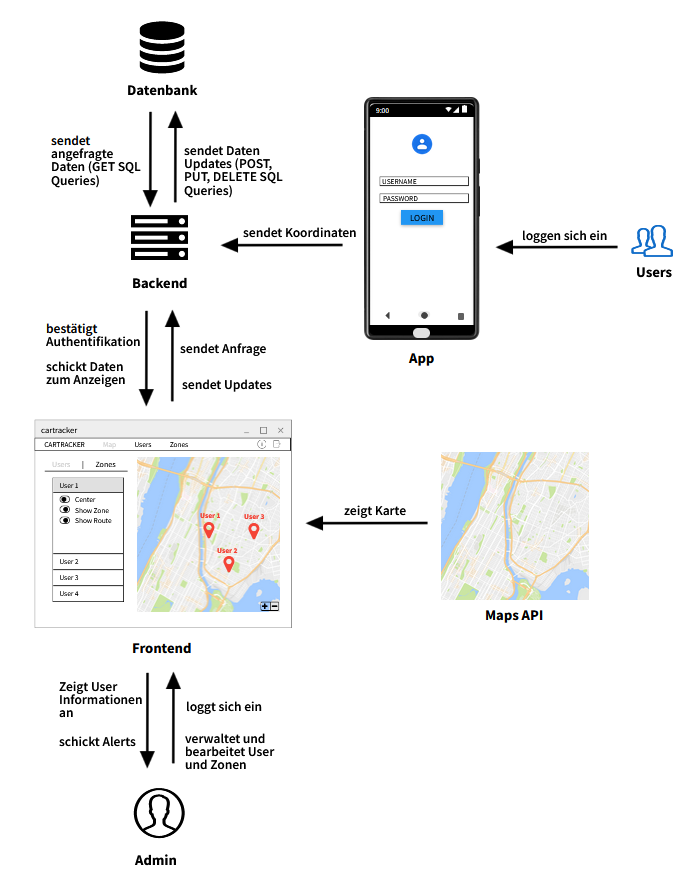 Datenbank
sendet
angefragte
Daten (GET SQL
Queries)
sendet Daten
Updates (POST,
PUT, DELETE SQL
Queries)
Backend
sendet Koordinaten
9:00
USERNAME
PASSWORD
LOGIN
App
loggen sich ein
Users
bestätigt
Authentifikation
schickt Daten
zum Anzeigen
sendet Anfrage
sendet Updates
cartracker
CARTRACKER Map Users Zones
Users | Zones
User 1
Center
Show Zone
Show Route
User 2
User 3
User 4
User 1
User 3
User 2
Frontend
zeigt Karte
Maps API
Zeigt User
Informationen
an
schickt Alerts
loggt sich ein
verwaltet und
bearbeitet User
und Zonen
Admin